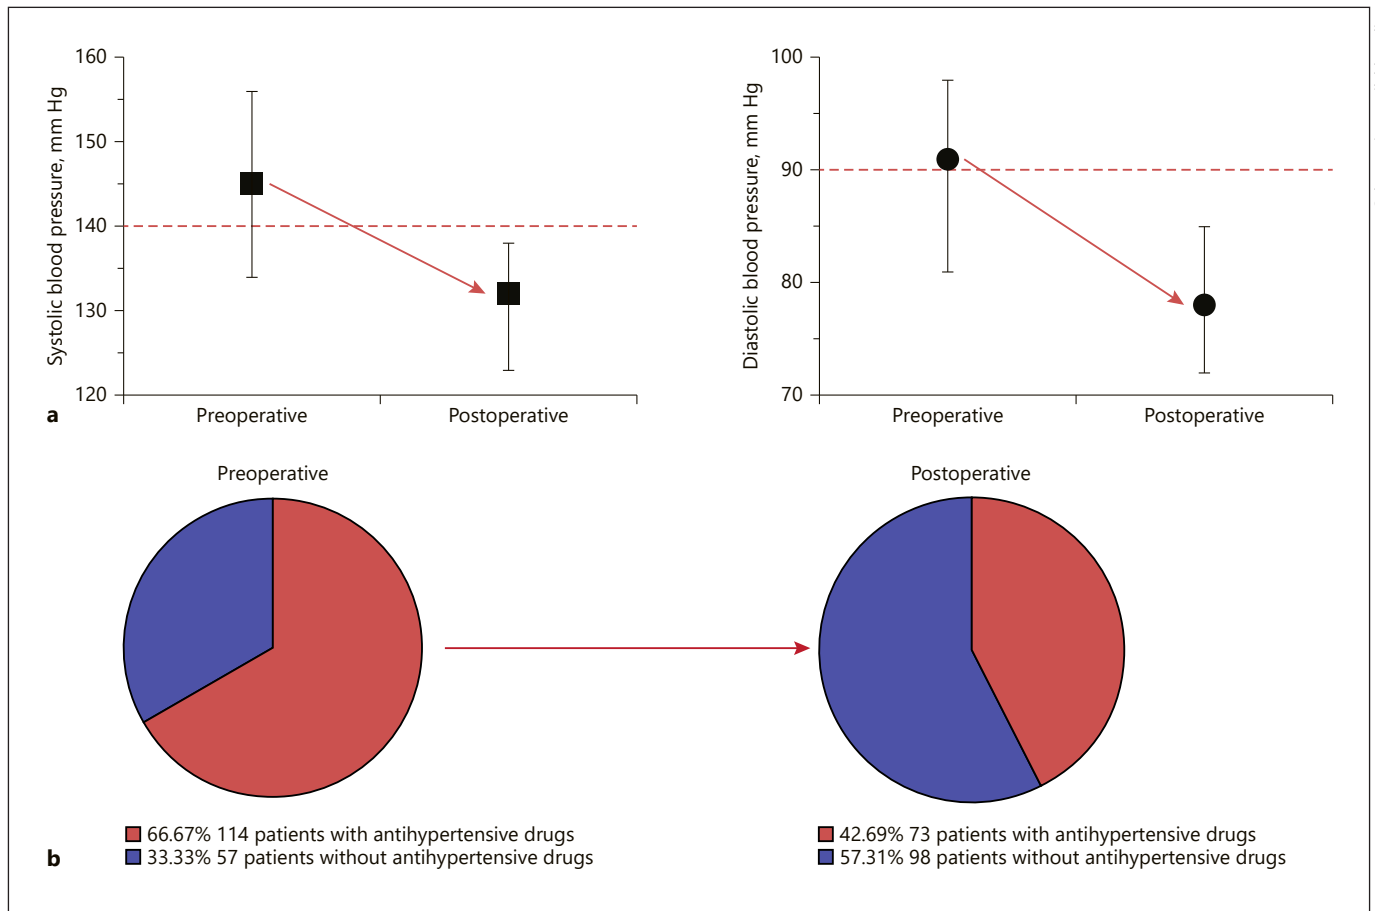 160
150
140
130
120
Systolic blood pressure, mm Hg
Preoperative
Postoperative
100
90
80
70
Diastolic blood pressure, mm Hg
Preoperative
Postoperative
a
Preoperative
Postoperative
66.67% 114 patients with antihypertensive drugs
33.33% 57 patients without antihypertensive drugs
42.69% 73 patients with antihypertensive drugs
57.31% 98 patients without antihypertensive drugs
b